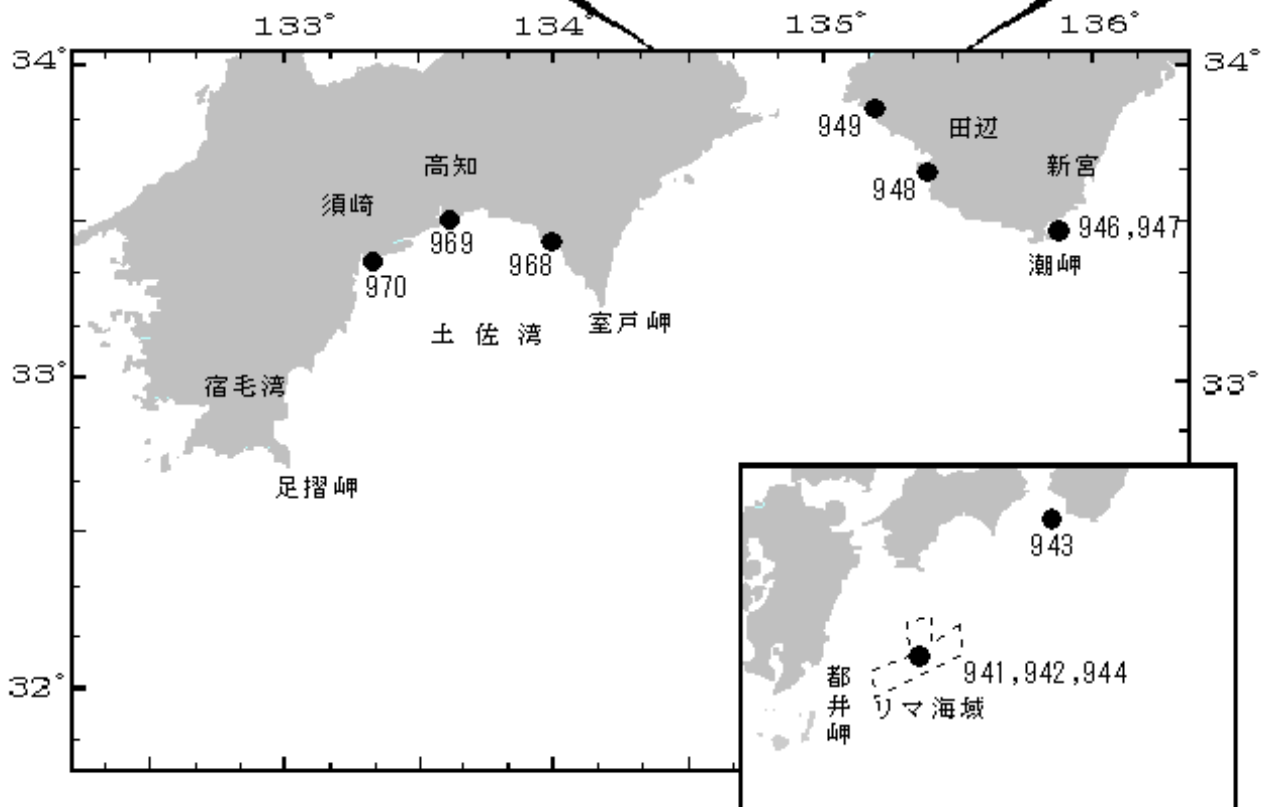 133° 134° 135° 136°
34° 34°
949 田辺
高知 新宮
948
須崎
969 946,947
968 潮岬
970
土佐湾 室戸岬
33° 33°
宿毛湾
足摺岬
943
941,942,944
都井岬
リマ海域
32°